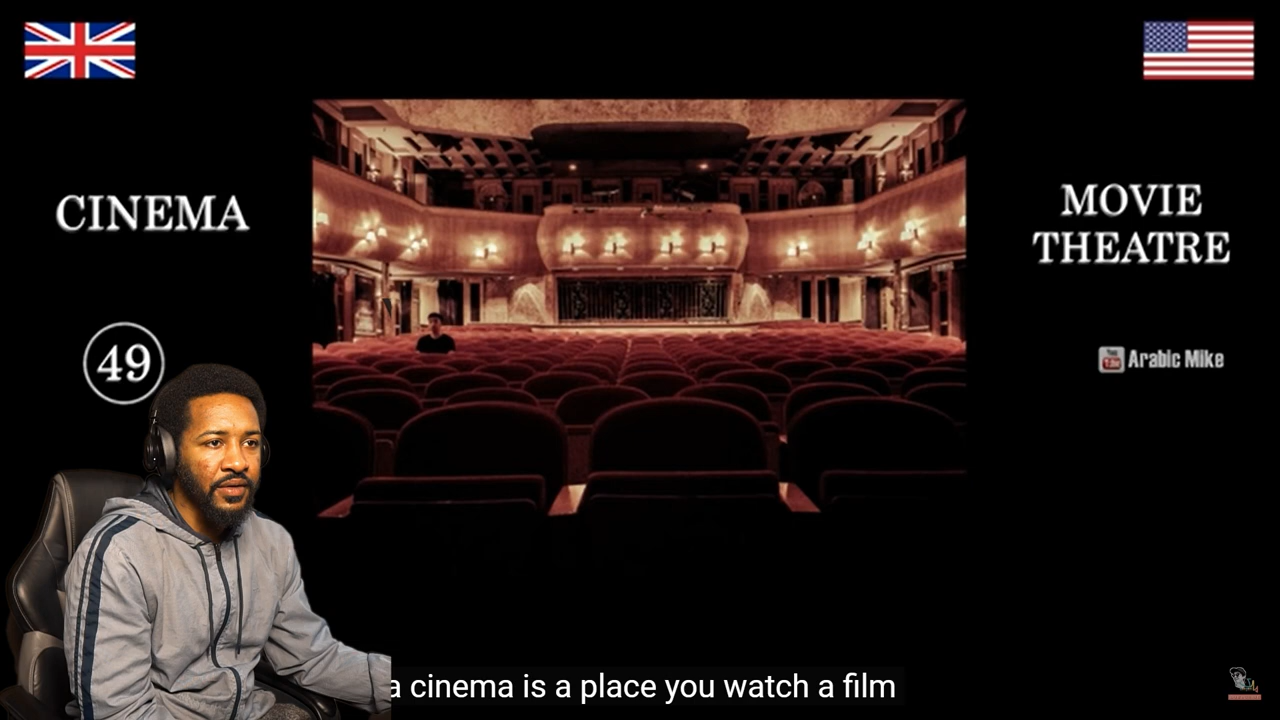 CINEMA
MOVIE
THEATRE
49
Arabic Mike
a cinema is a place you watch a film